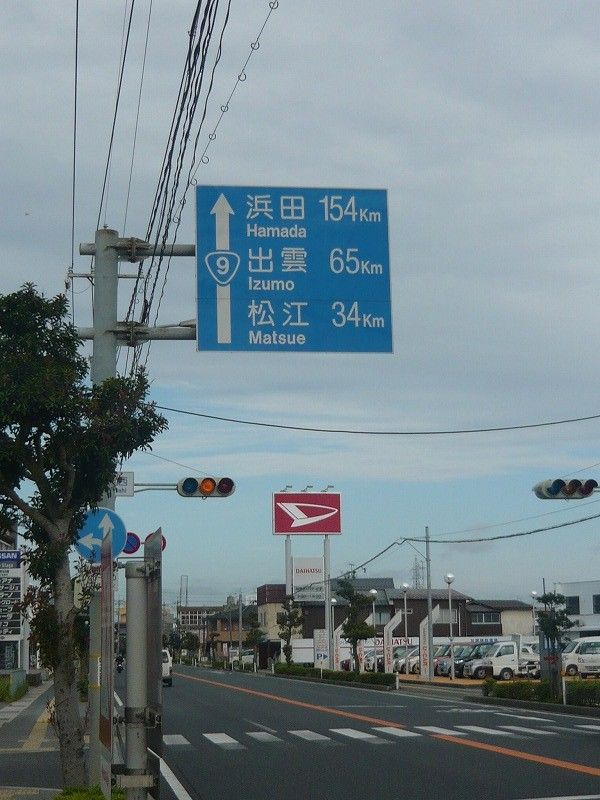 浜田 154Km
Hamada
9
出雲 65Km
Izumo
松江 34Km
Matsue
DAIHATSU
P